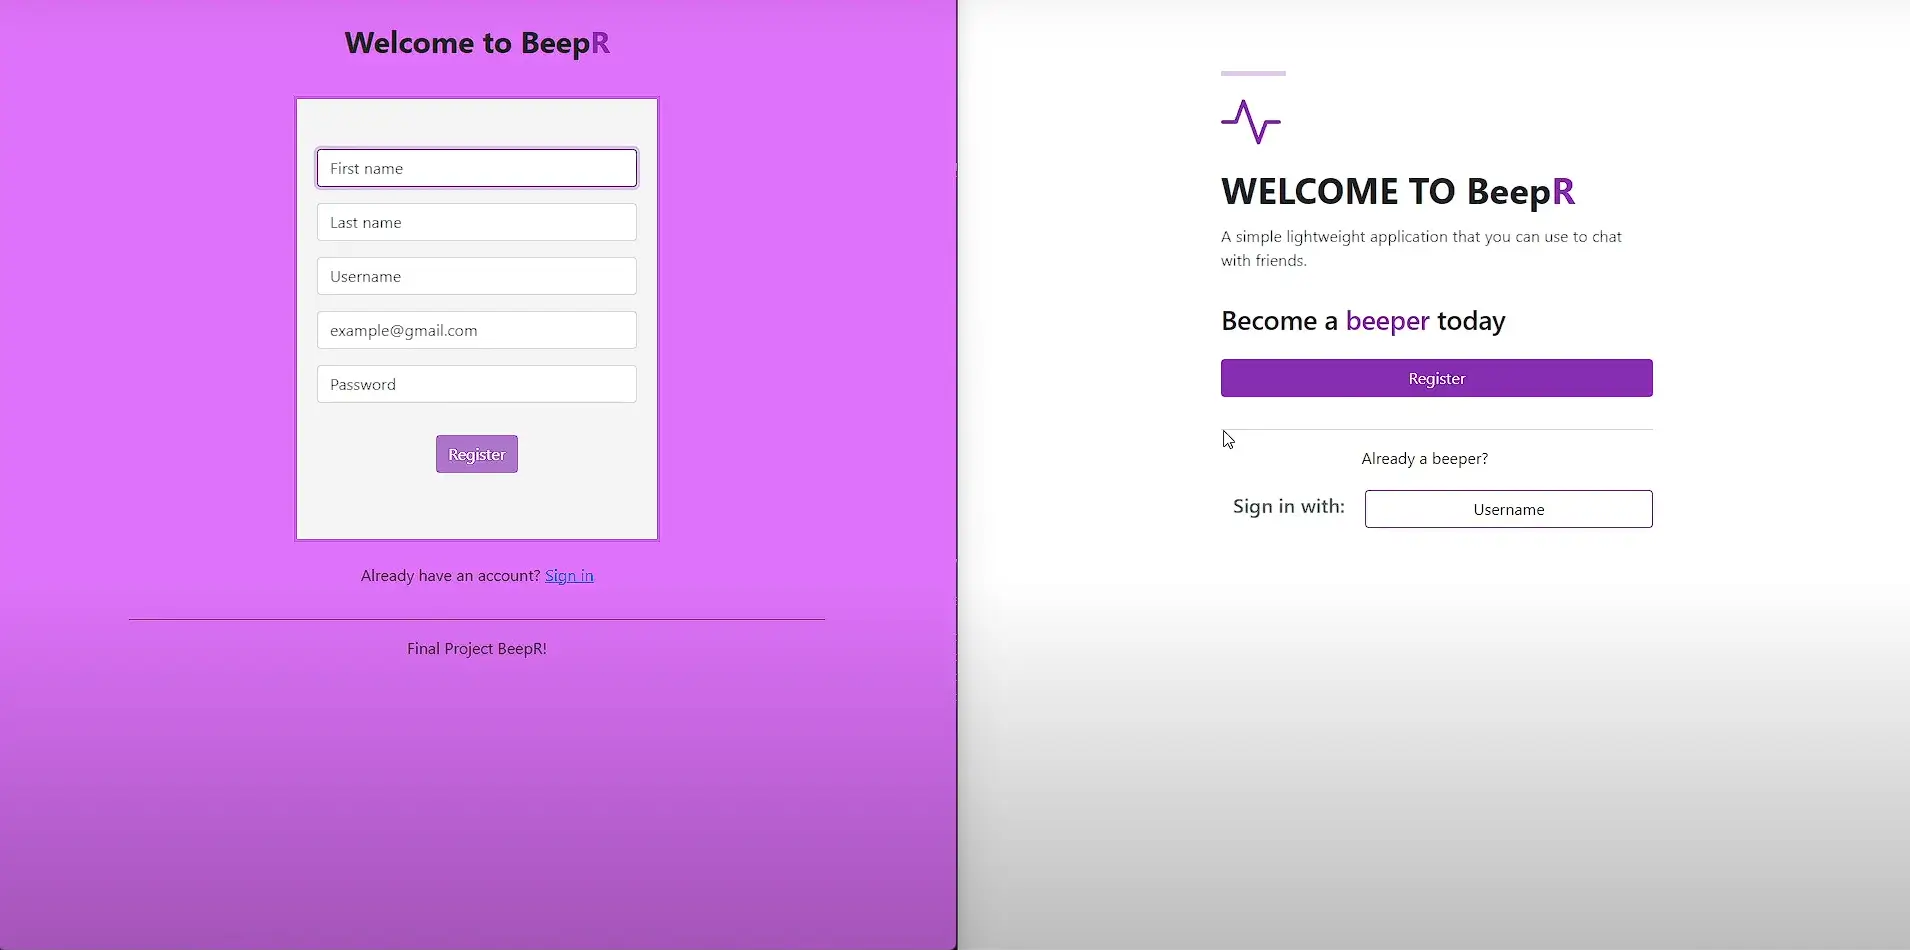 Welcome to BeepR
First name
Last name
Username
example@gmail.com
Password
Register
Already have an account? Sign in
Final Project BeepR!
WELCOME TO BeepR
A simple lightweight application that you can use to chat
with friends.
Become a beeper today
Register
Already a beeper?
Sign in with:
Username